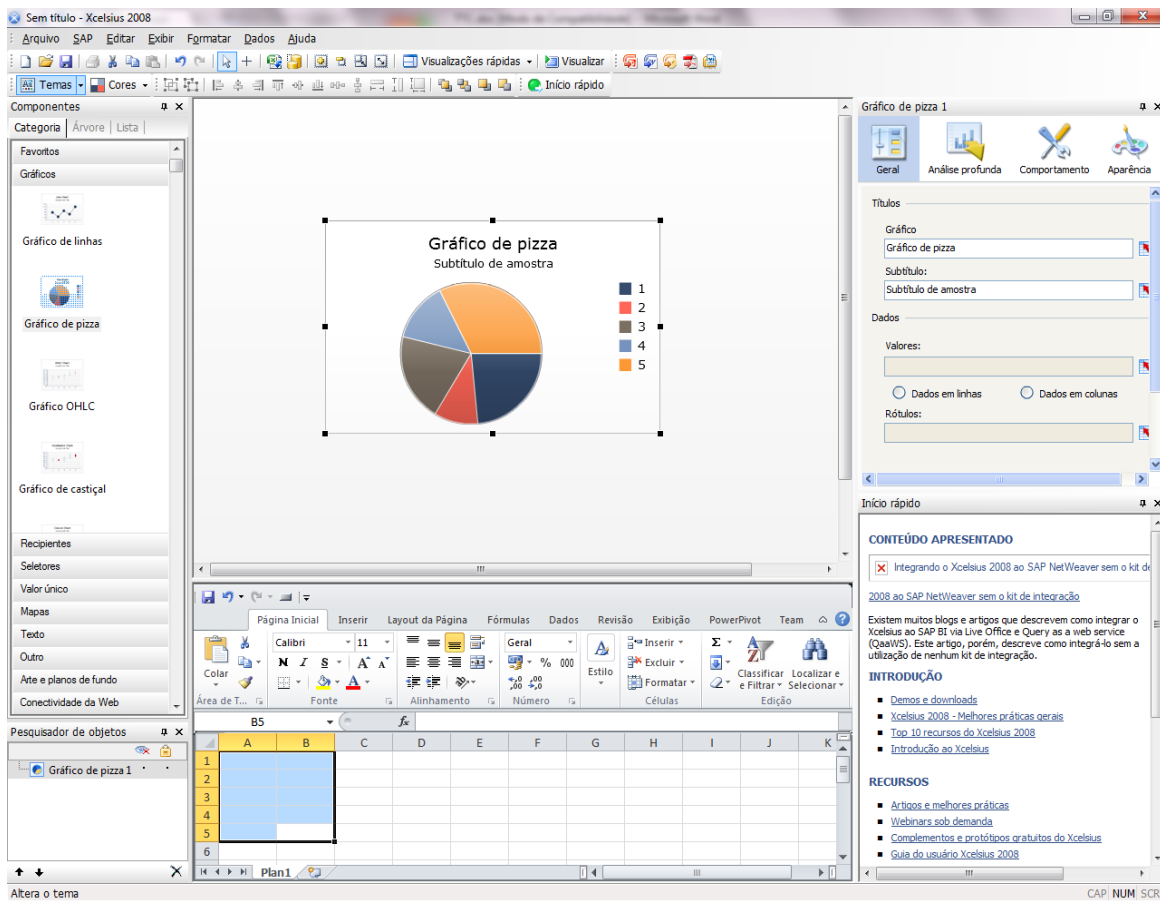 Sem título - Xcelsius 2008
Arquivo SAP Editar Exibir Formatar Dados Ajuda
Visualizações rápidas Visualizar
Temas Cores Início rápido
Componentes
Categoria Árvore Lista
Favoritos
Gráficos
Gráfico de linhas
Gráfico de pizza
Gráfico OHLC
Gráfico de castiçal
Recipientes
Seletores
Valor único
Mapas
Texto
Outro
Arte e planos de fundo
Conectividade da Web
Pesquisador de objetos
Gráfico de pizza 1
Gráfico de pizza
Subtítulo de amostra
1
2
3
4
5
Página Inicial Inserir Layout da Página Fórmulas Dados Revisão Exibição PowerPivot Team
Calibri 11 Geral Inserir Σ
Colar N I S A A % 000 Estilo Excluir Classificar e Filtrar Localizar e Selecionar
Formatar
Área de T... Fonte Alinhamento Número Células Edição
B5 fx
A B C D E F G H I J K
1
2
3
4
5
6
Plan1
Gráfico de pizza 1
Geral Análise profunda Comportamento Aparência
Títulos
Gráfico
Gráfico de pizza
Subtítulo:
Subtítulo de amostra
Dados
Valores:
Dados em linhas Dados em colunas
Rótulos:
Início rápido
CONTEÚDO APRESENTADO
Integrando o Xcelsius 2008 ao SAP NetWeaver sem o kit de
2008 ao SAP NetWeaver sem o kit de integração
Existem muitos blogs e artigos que descrevem como integrar o
Xcelsius ao SAP BI via Live Office e Query as a web service
(QaaWS). Este artigo, porém, descreve como integrá-lo sem a
utilização de nenhum kit de integração.
INTRODUÇÃO
Demos e downloads
Xcelsius 2008 - Melhores práticas gerais
Top 10 recursos do Xcelsius 2008
Introdução ao Xcelsius
RECURSOS
Artigos e melhores práticas
Webinars sob demanda
Complementos e protótipos gratuitos do Xcelsius
Guia do usuário Xcelsius 2008
Altera o tema
CAP NUM SCR